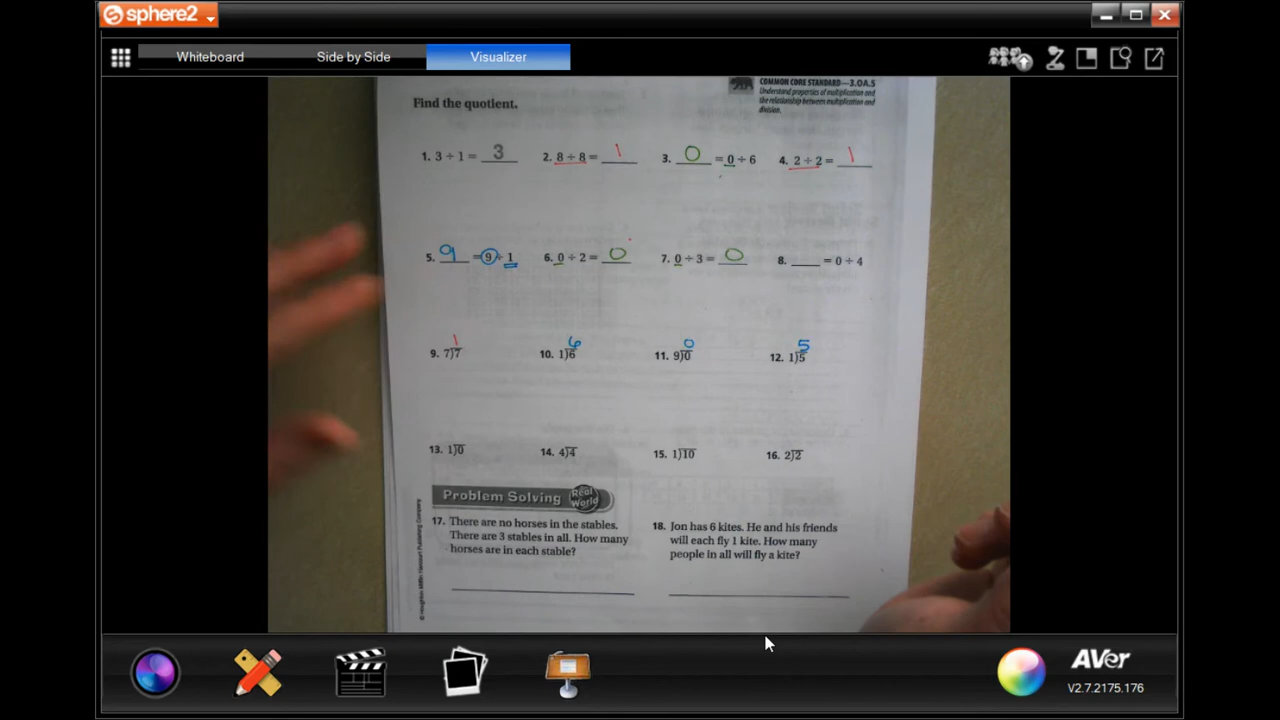 sphere2
Whiteboard Side by Side Visualizer
COMMON CORE STANDARD—3.OA.5
Understand properties of multiplication and
the relationship between multiplication and
division.
Find the quotient.
1. 3 ÷ 1 = 3 2. 8 ÷ 8 = 1 3. 0 = 0 ÷ 6 4. 2 ÷ 2 = 1
5. 9 = 9 ÷ 1 6. 0 ÷ 2 = 0 7. 0 ÷ 3 = 0 8. ____ = 0 ÷ 4
1 6 0 5
9. 7)7 10. 1)6 11. 9)0 12. 1)5
13. 1)0 14. 4)4 15. 1)10 16. 2)2
Problem Solving Real World
17. There are no horses in the stables.
There are 3 stables in all. How many
horses are in each stable?
18. Jon has 6 kites. He and his friends
will each fly 1 kite. How many
people in all will fly a kite?
© Houghton Mifflin Harcourt Publishing Company
AVer
V2.7.2175.176